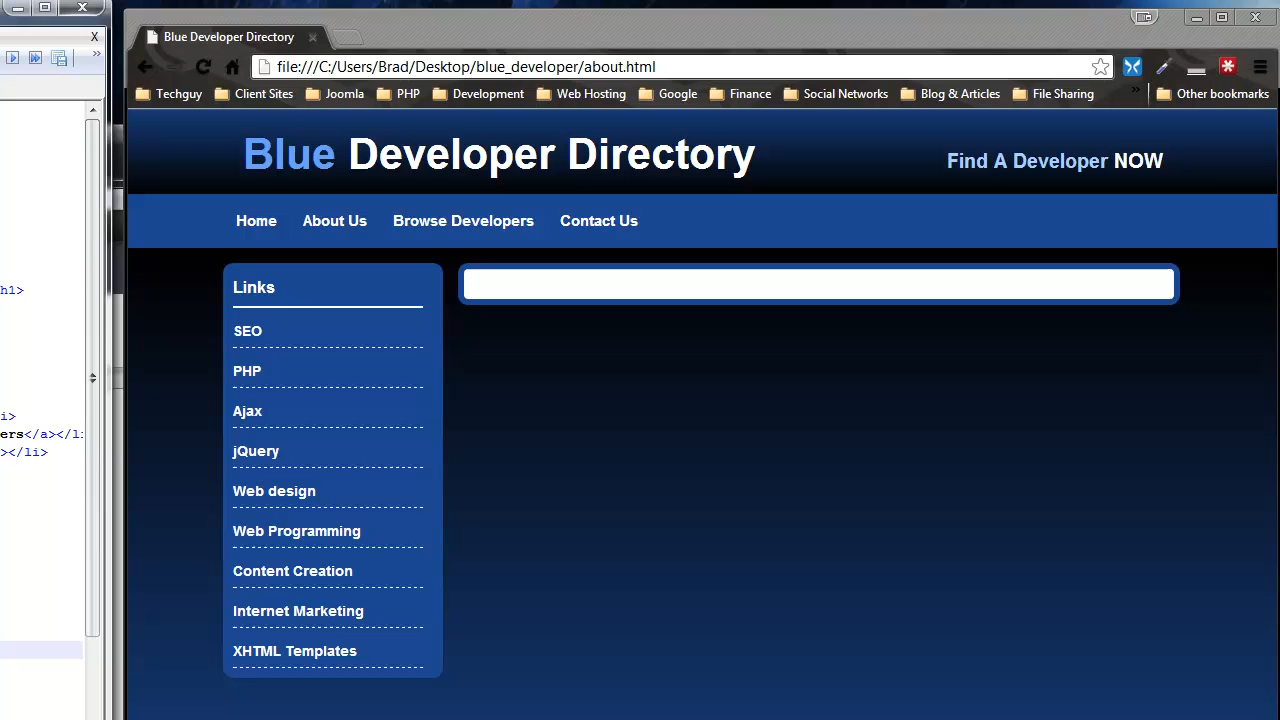 Blue Developer Directory
file:///C:/Users/Brad/Desktop/blue_developer/about.html
Techguy Client Sites Joomla PHP Development Web Hosting Google Finance Social Networks Blog & Articles File Sharing Other bookmarks
Blue Developer Directory
Find A Developer NOW
Home About Us Browse Developers Contact Us
Links
SEO
PHP
Ajax
jQuery
Web design
Web Programming
Content Creation
Internet Marketing
XHTML Templates
h1>
i>
ers</a></li
></li>